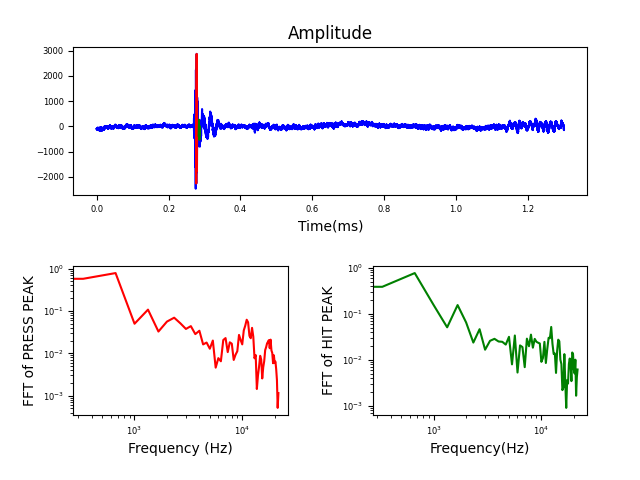 Amplitude
3000
2000
1000
0
−1000
−2000
0.0 0.2 0.4 0.6 0.8 1.0 1.2
Time(ms)
FFT of PRESS PEAK
10⁰
10⁻¹
10⁻²
10⁻³
10³ 10⁴
Frequency (Hz)
FFT of HIT PEAK
10⁰
10⁻¹
10⁻²
10⁻³
10³ 10⁴
Frequency(Hz)